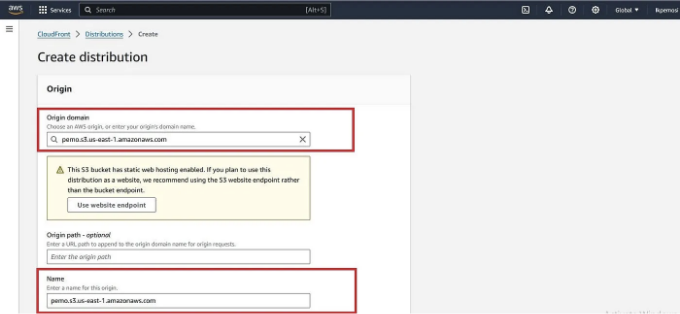 aws
Services
Search
[Alt+S]
Global
CloudFront > Distributions > Create
Create distribution
Origin
Origin domain
Choose an AWS origin, or enter your origin's domain name.
pemo.s3.us-east-1.amazonaws.com
This S3 bucket has static web hosting enabled. If you plan to use this
distribution as a website, we recommend using the S3 website endpoint rather
than the bucket endpoint.
Use website endpoint
Origin path - optional
Enter a URL path to append to the origin domain name for origin requests.
Enter the origin path
Name
Enter a name for this origin.
pemo.s3.us-east-1.amazonaws.com